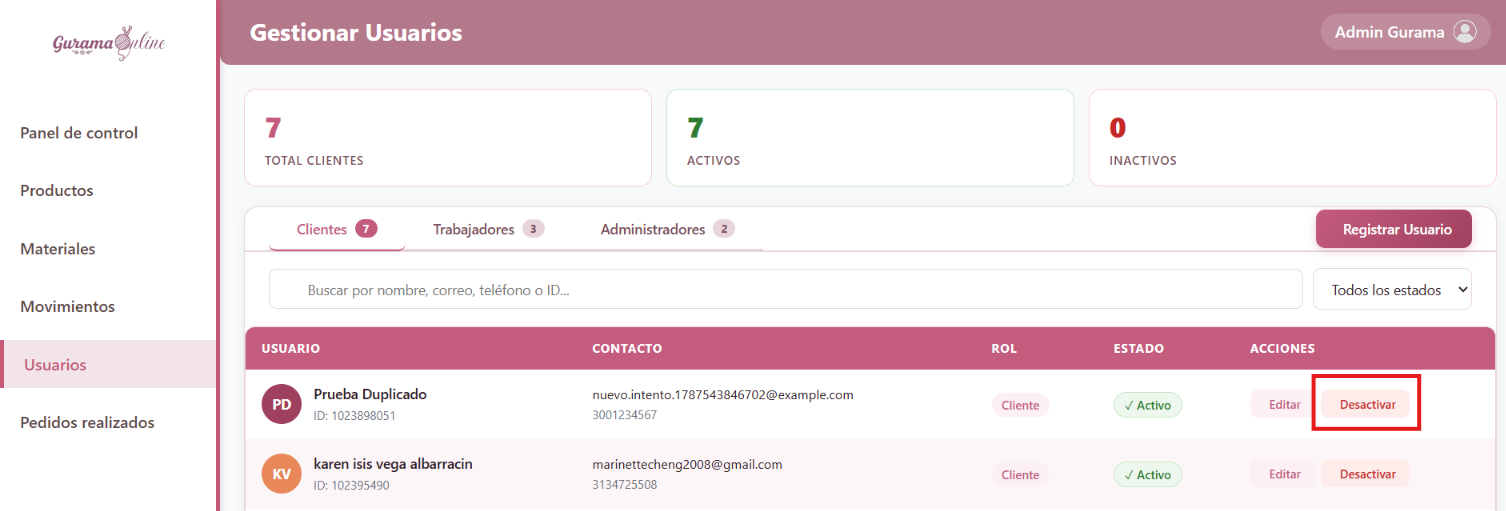 Gurama Online
Gestionar Usuarios
Admin Gurama
Panel de control
Productos
Materiales
Movimientos
Usuarios
Pedidos realizados
7
TOTAL CLIENTES
7
ACTIVOS
0
INACTIVOS
Clientes 7 Trabajadores 3 Administradores 2
Registrar Usuario
Buscar por nombre, correo, teléfono o ID...
Todos los estados
USUARIO CONTACTO ROL ESTADO ACCIONES
PD
Prueba Duplicado
ID: 1023898051
nuevo.intento.1787543846702@example.com
3001234567
Cliente
✓ Activo
Editar Desactivar
KV
karen isis vega albarracin
ID: 102395490
marinettecheng2008@gmail.com
3134725508
Cliente
✓ Activo
Editar Desactivar